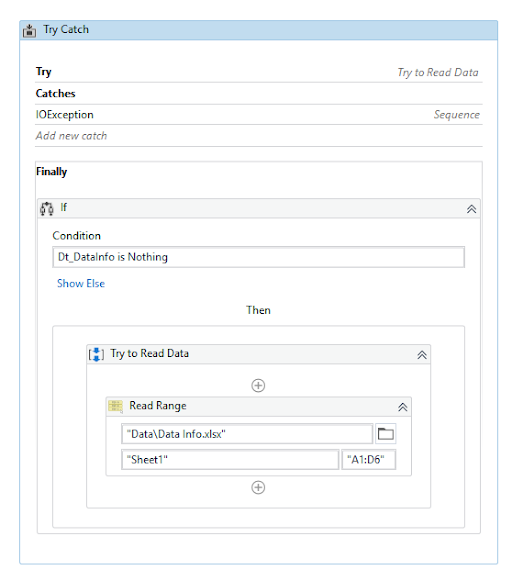 Try Catch
Try Try to Read Data
Catches
IOException Sequence
Add new catch
Finally
If
Condition
Dt_DataInfo is Nothing
Show Else
Then
Try to Read Data
Read Range
"Data\Data Info.xlsx"
"Sheet1" "A1:D6"